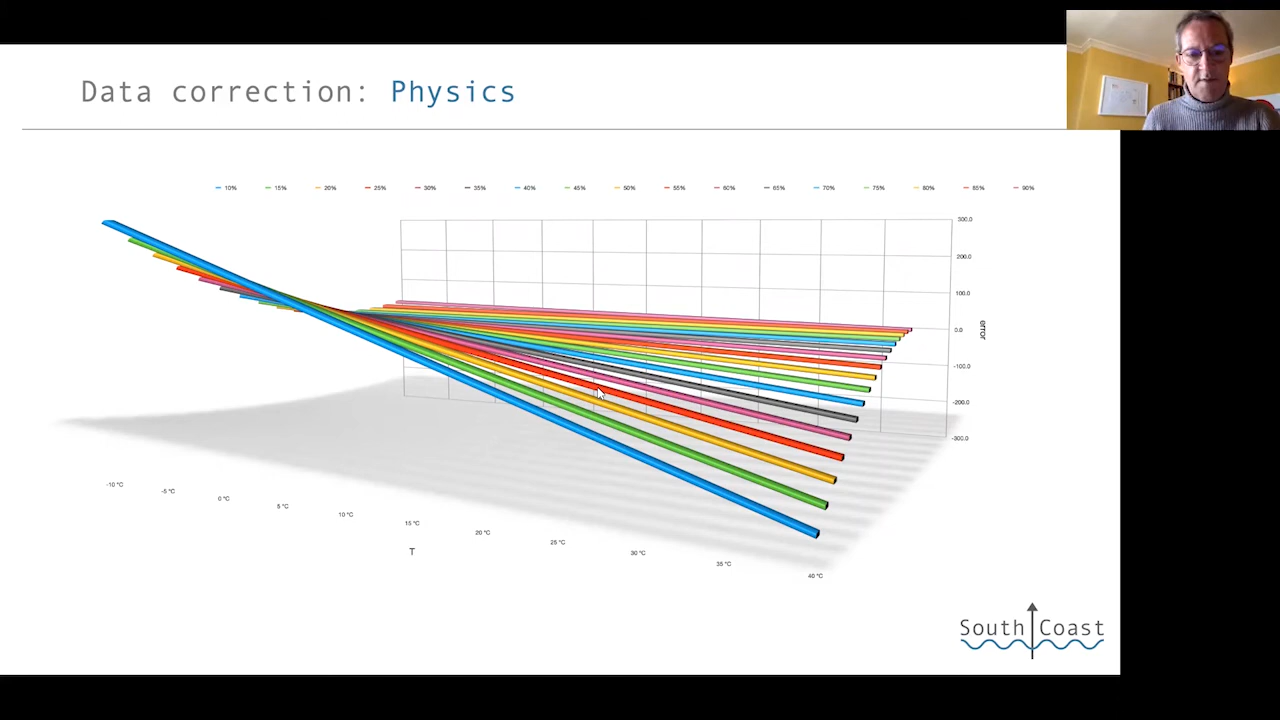 Data correction: Physics
10% 15% 20% 25% 30% 35% 40% 45% 50% 55% 60% 65% 70% 75% 80% 85% 90%
300.0
200.0
100.0
0.0
error
-100.0
-200.0
-300.0
-10 °C
-5 °C
0 °C
5 °C
10 °C
15 °C
20 °C
25 °C
30 °C
35 °C
40 °C
T
South Coast